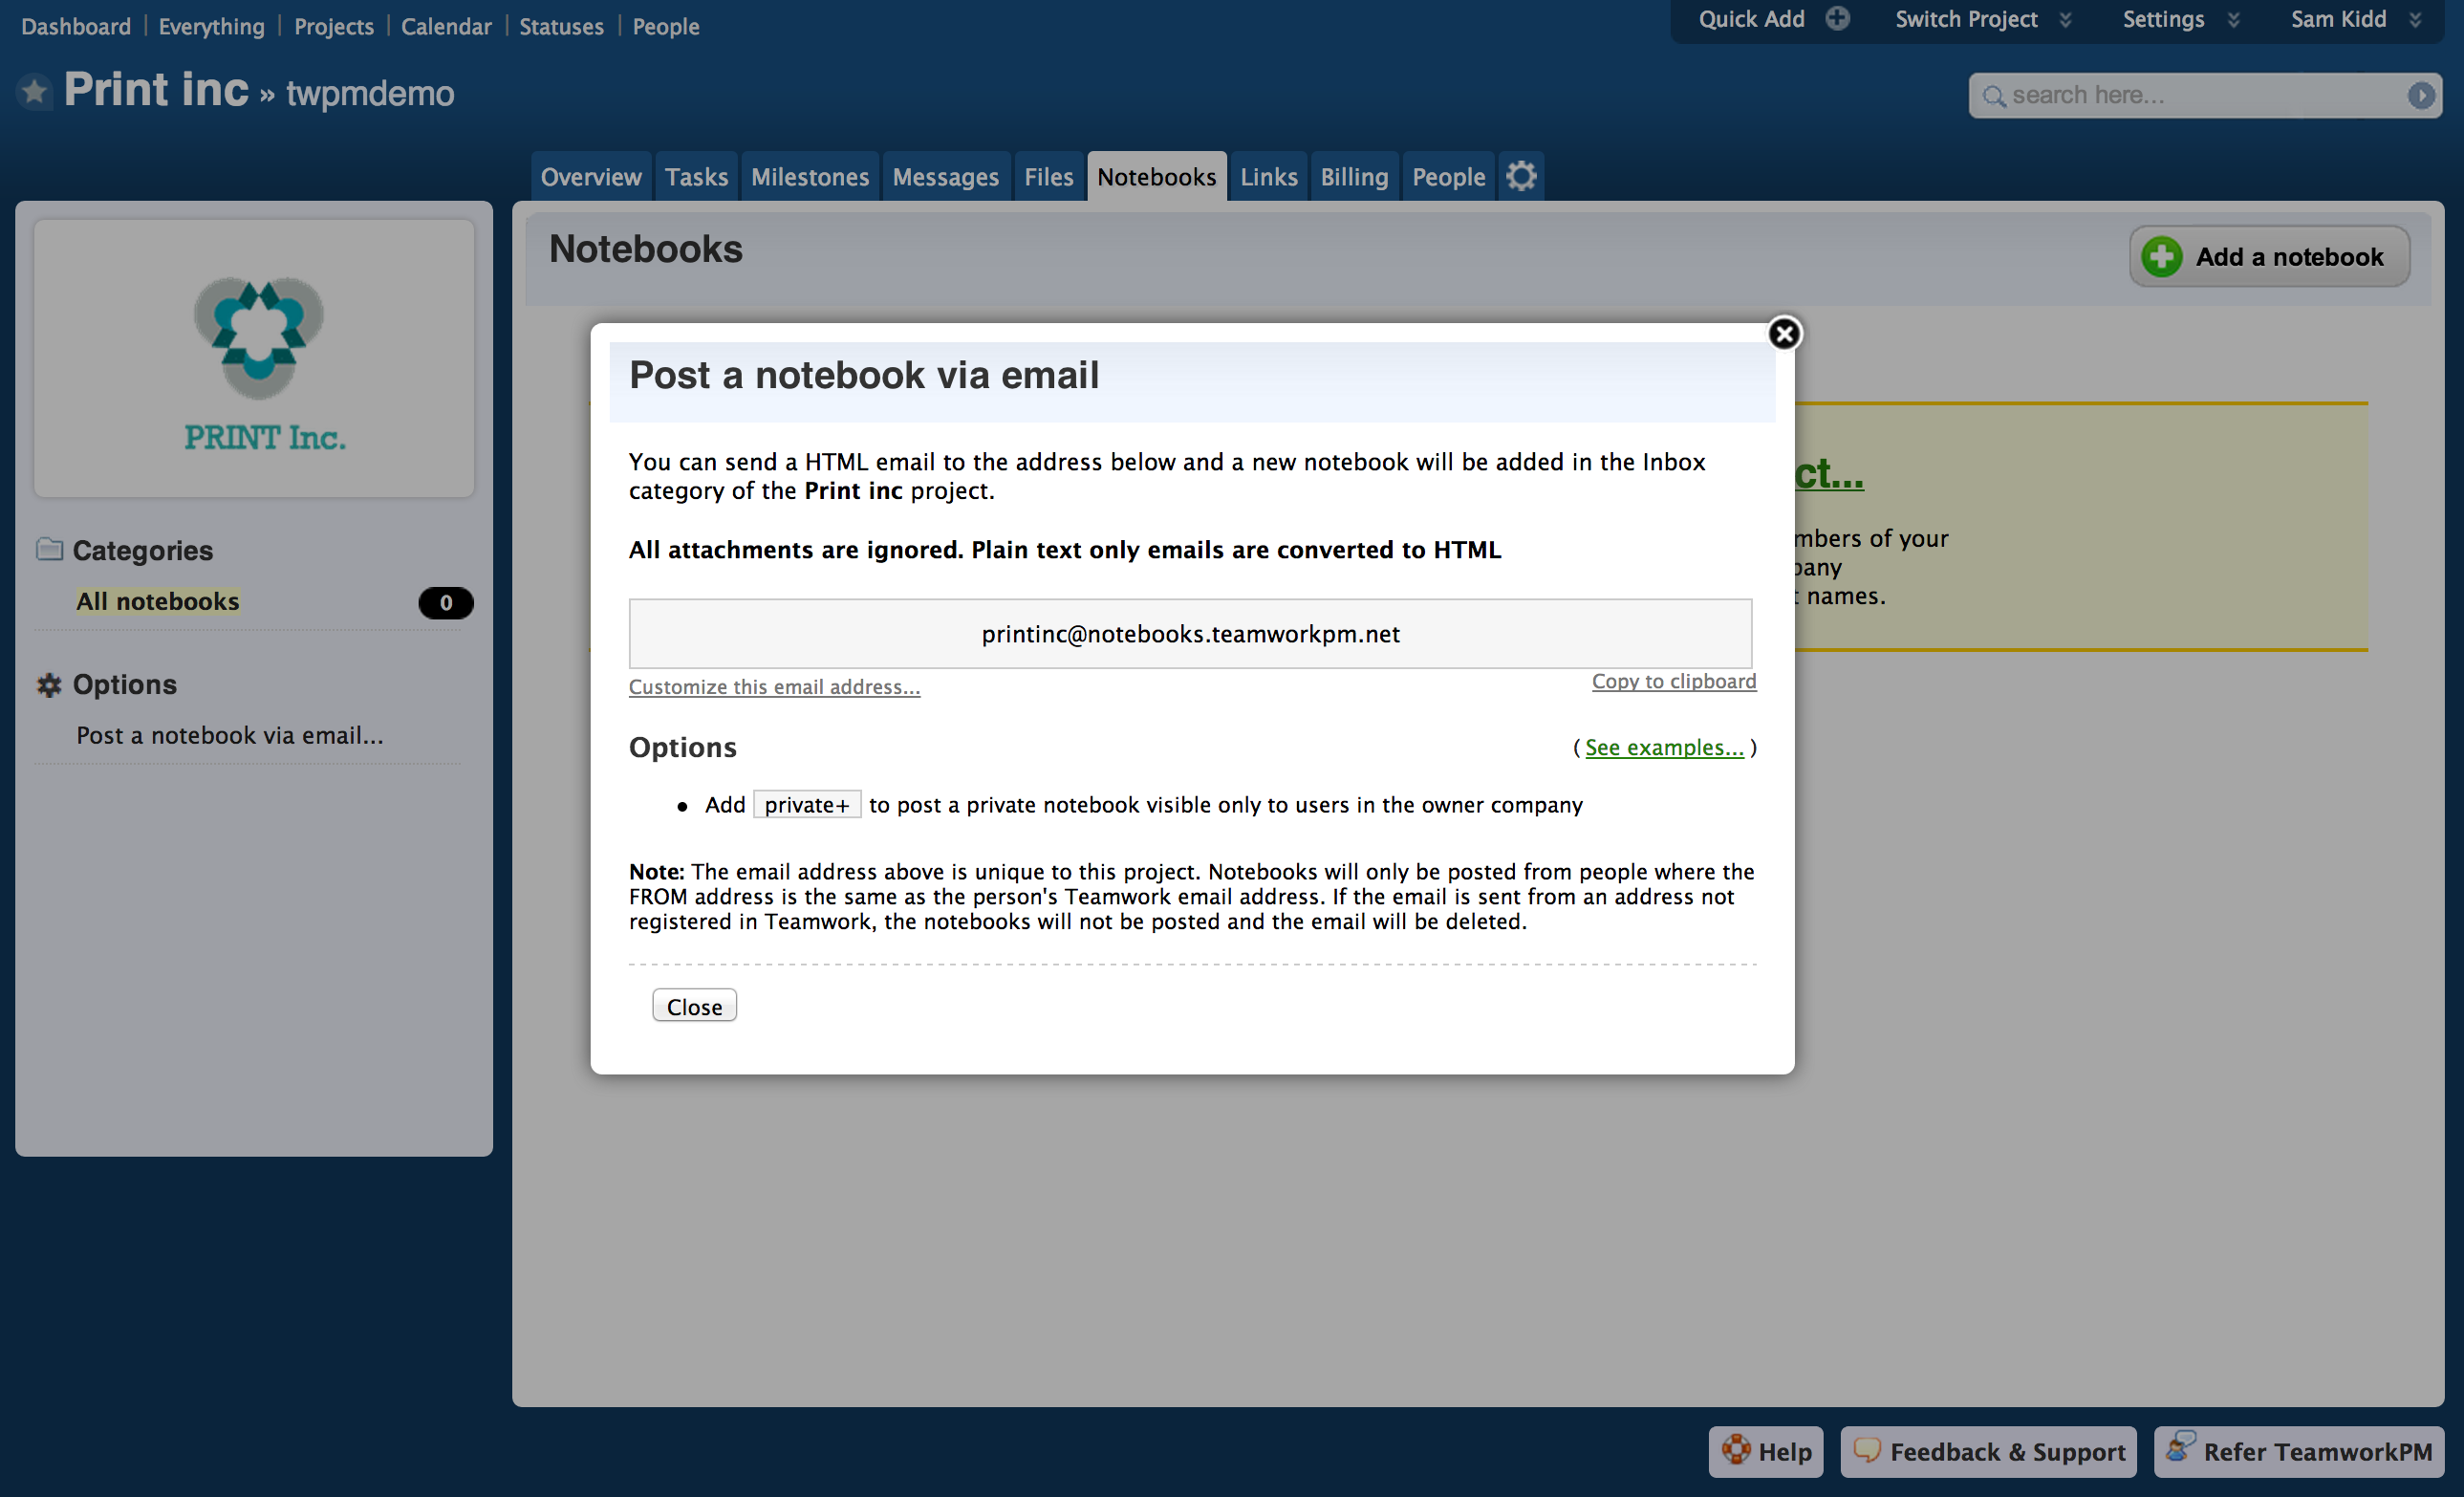 Dashboard | Everything | Projects | Calendar | Statuses | People
Quick Add Switch Project Settings Sam Kidd
Print inc » twpmdemo
search here...
Overview Tasks Milestones Messages Files Notebooks Links Billing People
PRINT Inc.
Categories
All notebooks 0
Options
Post a notebook via email...
Notebooks
Add a notebook
Post a notebook via email
You can send a HTML email to the address below and a new notebook will be added in the Inbox
category of the Print inc project.
All attachments are ignored. Plain text only emails are converted to HTML
printinc@notebooks.teamworkpm.net
Customize this email address...
Copy to clipboard
Options
( See examples... )
• Add private+ to post a private notebook visible only to users in the owner company
Note: The email address above is unique to this project. Notebooks will only be posted from people where the
FROM address is the same as the person's Teamwork email address. If the email is sent from an address not
registered in Teamwork, the notebooks will not be posted and the email will be deleted.
Close
ct...
mbers of your
names.
Help
Feedback & Support
Refer TeamworkPM